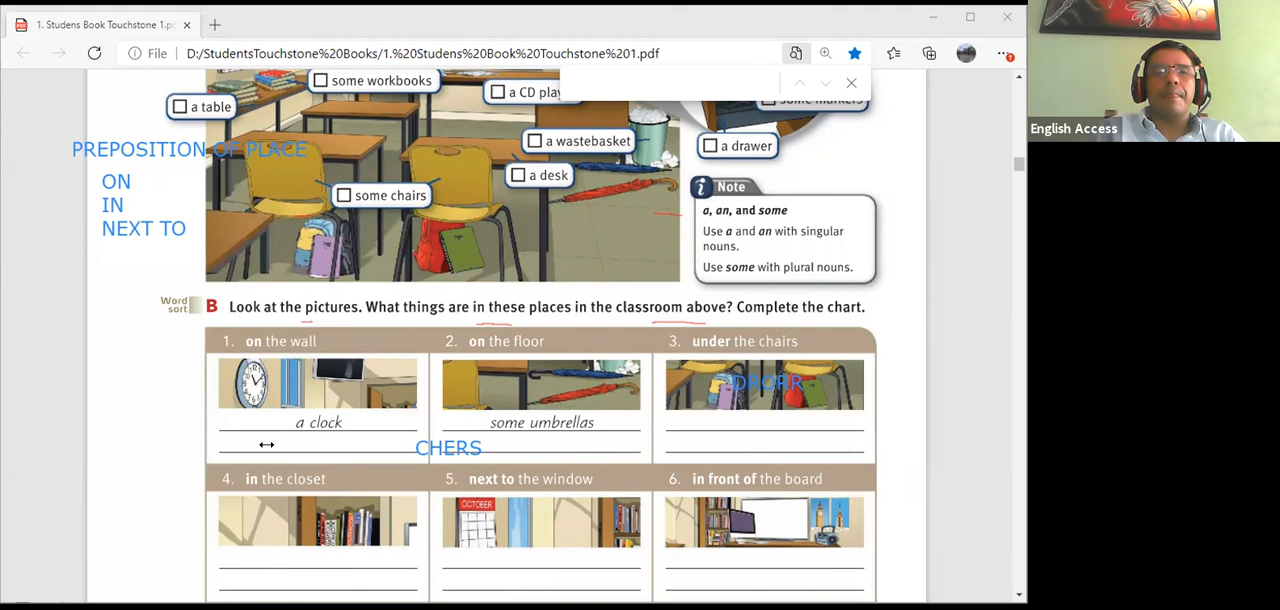 1. Studens Book Touchstone 1.p
File
D:/StudentsTouchstone%20Books/1.%20Studens%20Book%20Touchstone%201.pdf
some workbooks
a CD play
some markers
a table
a wastebasket
a drawer
a desk
some chairs
PREPOSITION OF PLACE
ON
IN
NEXT TO
i Note
a, an, and some
Use a and an with singular
nouns.
Use some with plural nouns.
English Access
Word
sort
B Look at the pictures. What things are in these places in the classroom above? Complete the chart.
1. on the wall
2. on the floor
3. under the chairs
DRORR
a clock
some umbrellas
CHERS
4. in the closet
5. next to the window
6. in front of the board
OCTOBER